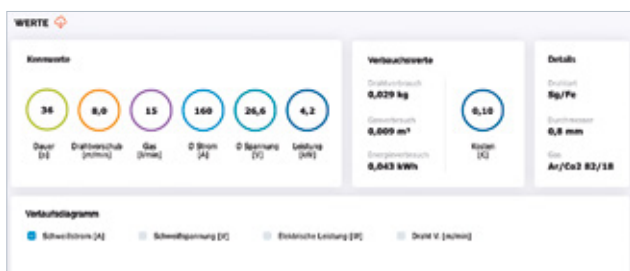 WERTE
Kennwerte
36
8,0
15
160
26,6
4,2
Dauer [s]
Drahtvorschub [m/min]
Gas [l/min]
Ø Strom [A]
Ø Spannung [V]
Leistung [kW]
Verbrauchswerte
Drahtverbrauch
0,029 kg
Gasverbrauch
0,009 m³
Energieverbrauch
0,043 kWh
0,10
Kosten [€]
Details
Drahtart
Sg/Fe
Durchmesser
0,8 mm
Gas
Ar/Co2 82/18
Verlaufsdiagramm
Schweißstrom [A]
Schweißspannung [V]
Elektrische Leistung [W]
Draht V. [m/min]